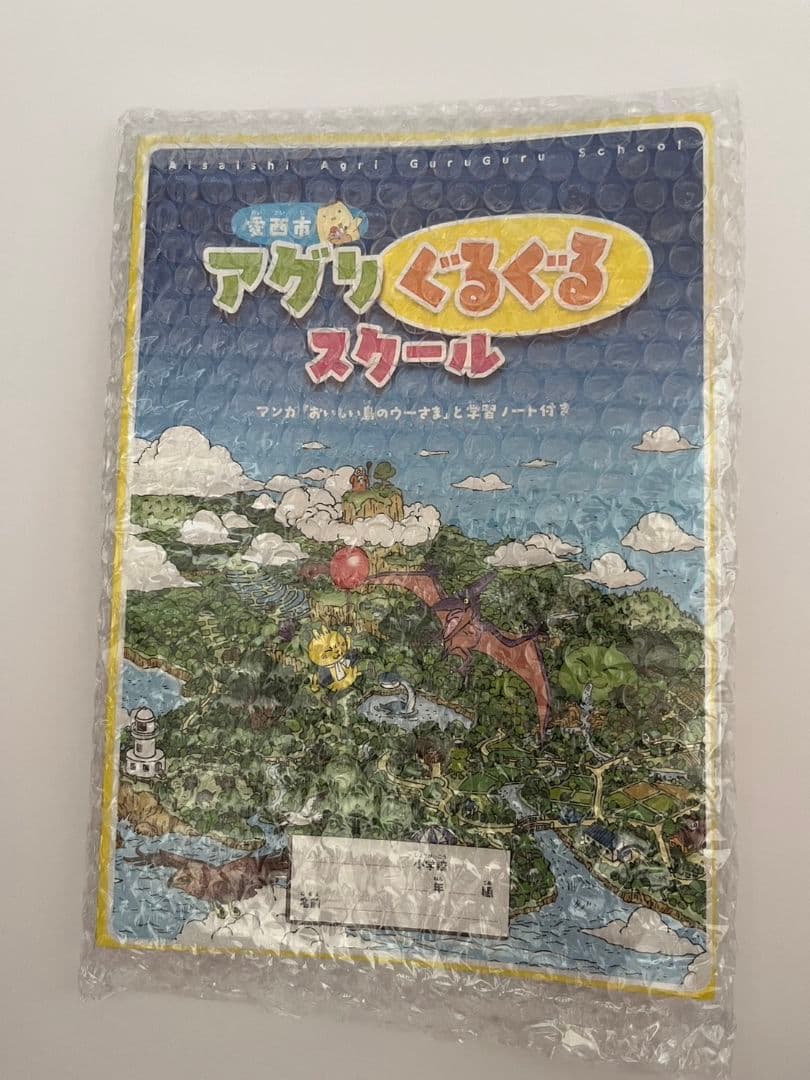 Aisaishi Agri GuruGuru School
愛西市
アグリぐるぐる
スクール
マンガ「おいしい島のウーさま」と学習ノート付き
小学校
年 組
名前